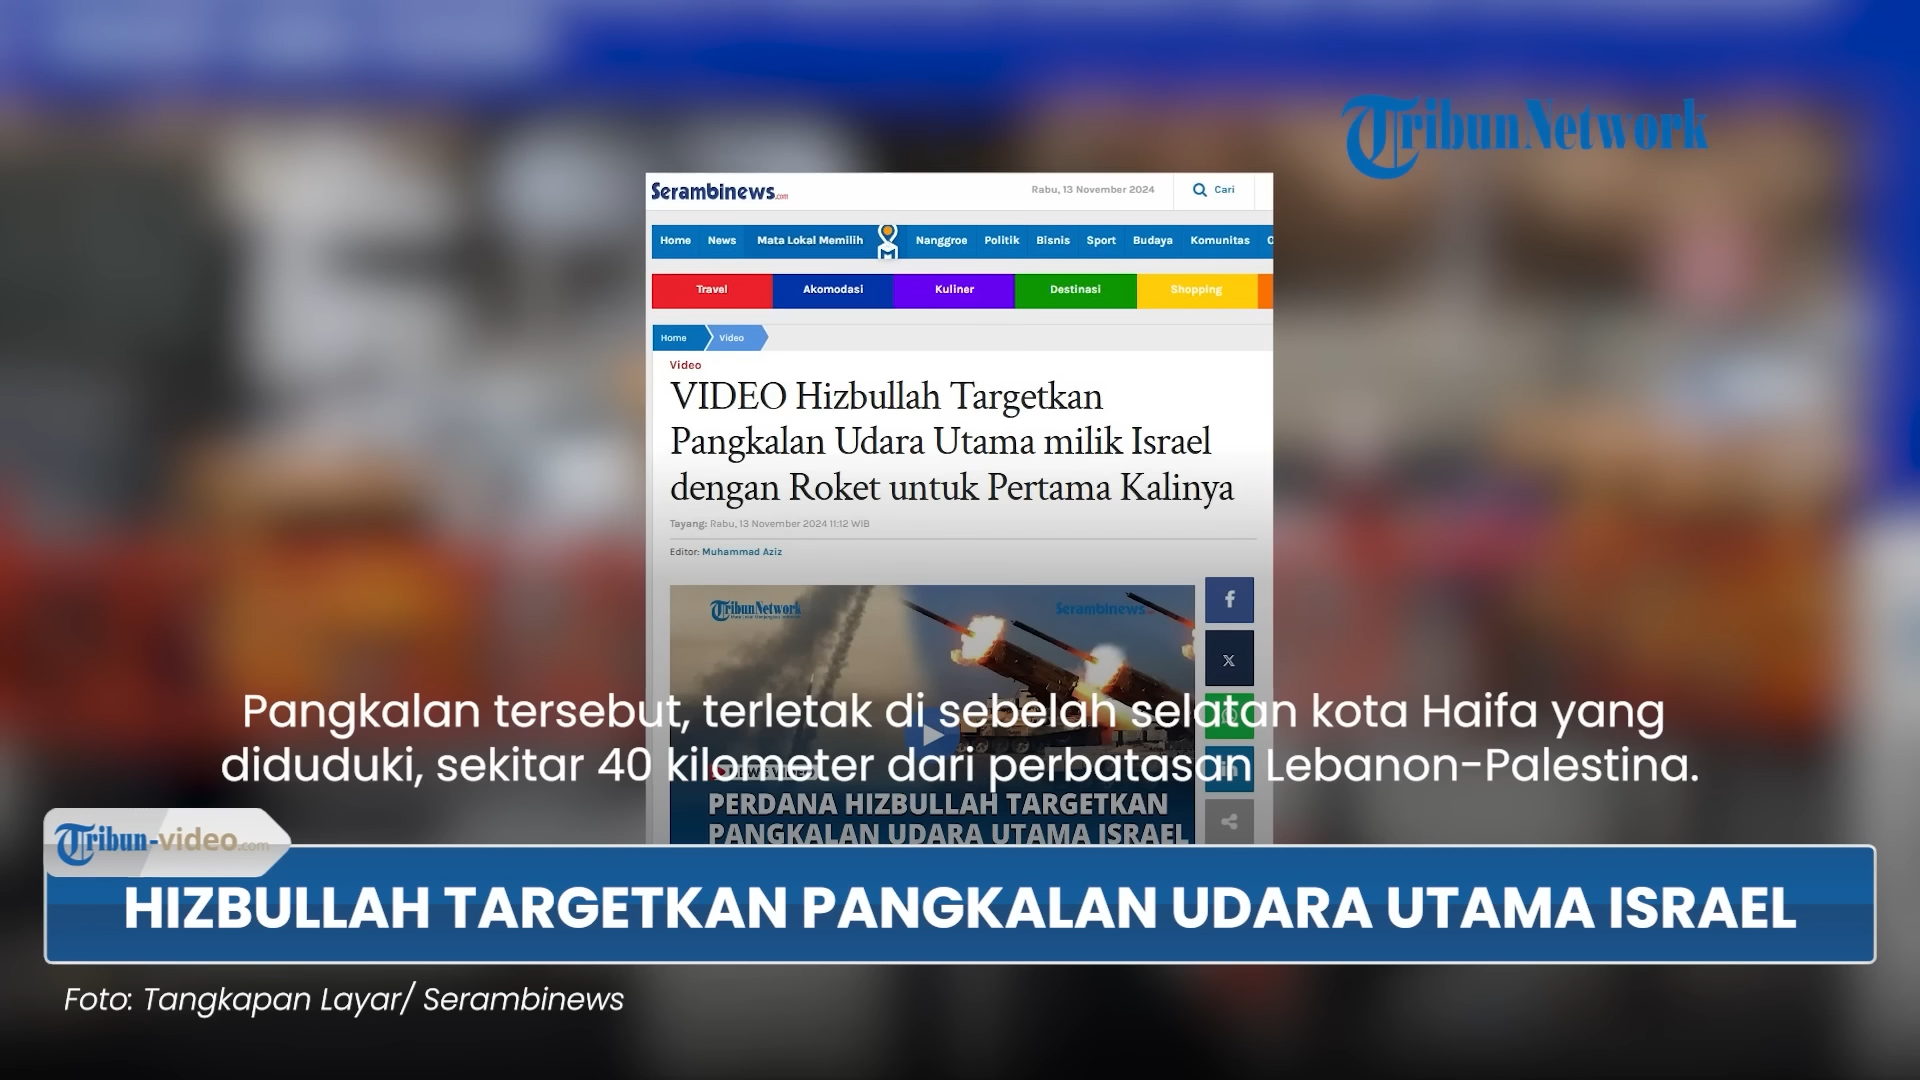 TribunNetwork
Serambinews.com
Rabu, 13 November 2024
Cari
Home News Mata Lokal Memilih Nanggroe Politik Bisnis Sport Budaya Komunitas
Travel Akomodasi Kuliner Destinasi Shopping
Home Video
Video
VIDEO Hizbullah Targetkan
Pangkalan Udara Utama milik Israel
dengan Roket untuk Pertama Kalinya
Tayang: Rabu, 13 November 2024 11:12 WIB
Editor: Muhammad Aziz
TribunNetwork
Serambinews
Pangkalan tersebut, terletak di sebelah selatan kota Haifa yang
diduduki, sekitar 40 kilometer dari perbatasan Lebanon-Palestina.
NEWS VIDEO
PERDANA HIZBULLAH TARGETKAN
PANGKALAN UDARA UTAMA ISRAEL
Tribun-video.com
HIZBULLAH TARGETKAN PANGKALAN UDARA UTAMA ISRAEL
Foto: Tangkapan Layar/ Serambinews